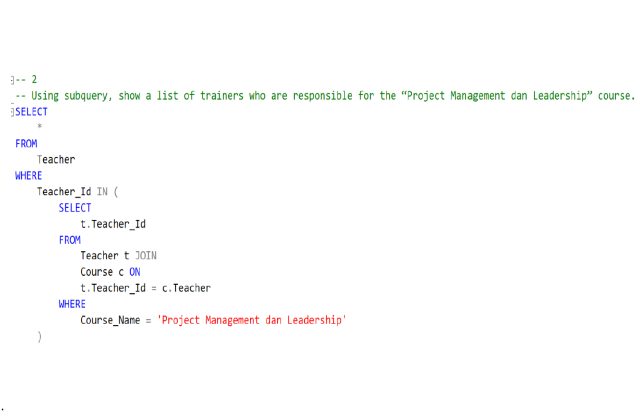 -- 2
-- Using subquery, show a list of trainers who are responsible for the “Project Management dan Leadership” course.
SELECT
*
FROM
Teacher
WHERE
Teacher_Id IN (
SELECT
t.Teacher_Id
FROM
Teacher t JOIN
Course c ON
t.Teacher_Id = c.Teacher
WHERE
Course_Name = 'Project Management dan Leadership'
)
.